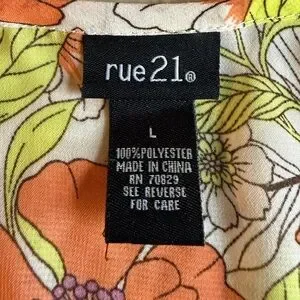 rue21®
L
100%POLYESTER
MADE IN CHINA
RN 70829
SEE REVERSE
FOR CARE